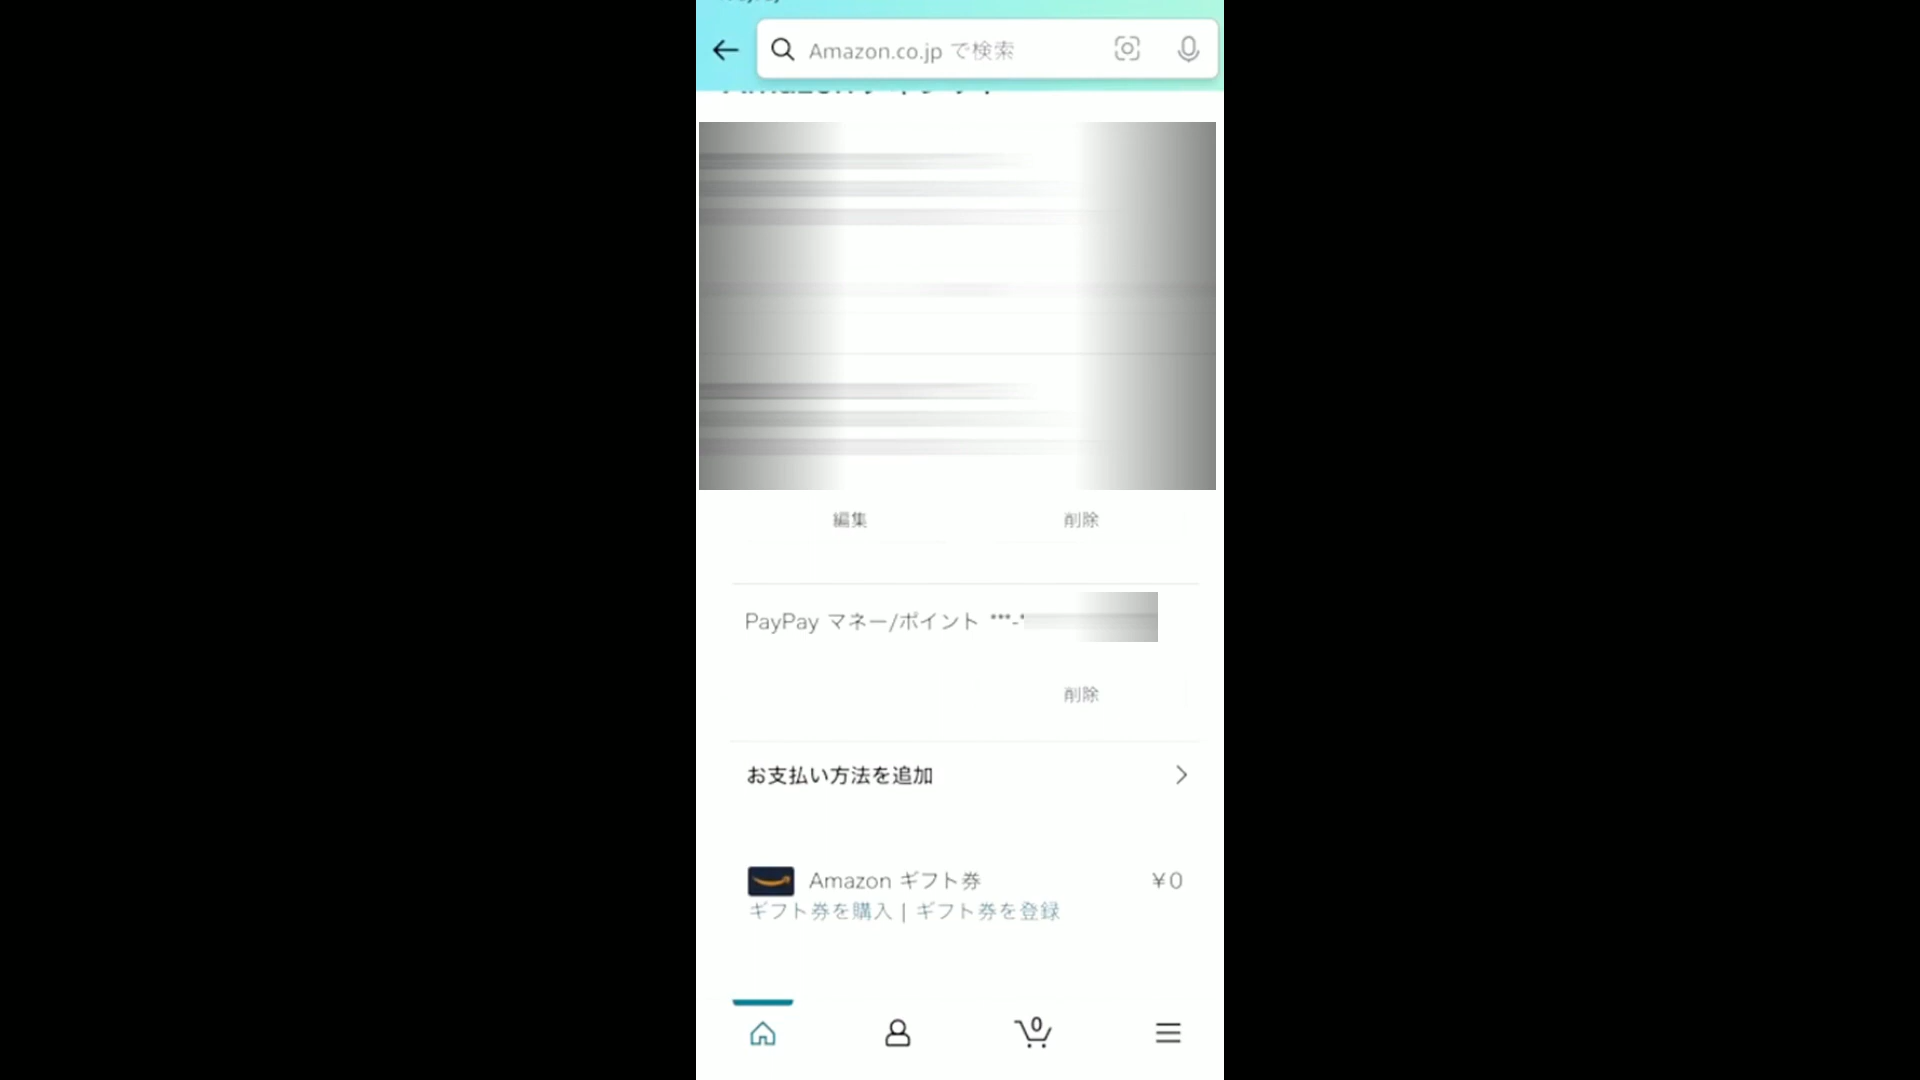 Amazon.co.jp で検索
編集
削除
PayPay マネー/ポイント ***-*
削除
お支払い方法を追加
Amazon ギフト券
¥0
ギフト券を購入 | ギフト券を登録
0